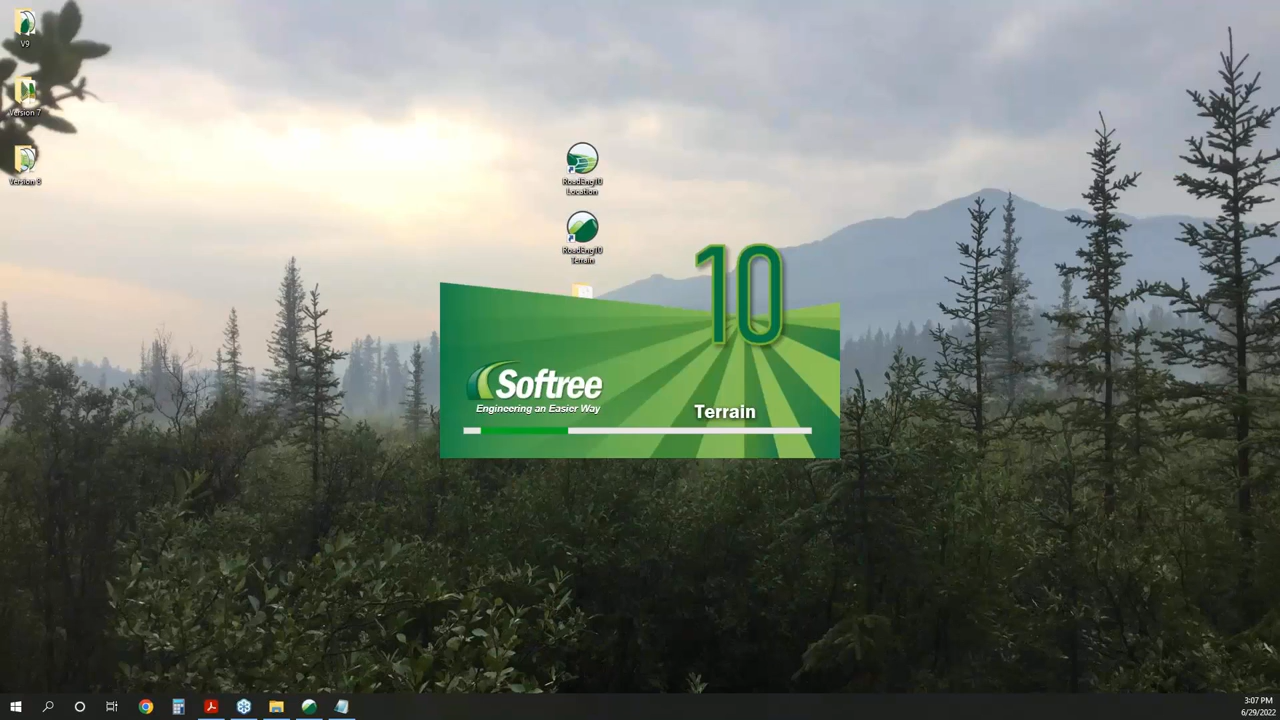 V9
Version 7
Version 8
RoadEng10
Location
RoadEng10
Terrain
10
Softree
Engineering an Easier Way
Terrain
3:07 PM
6/29/2022